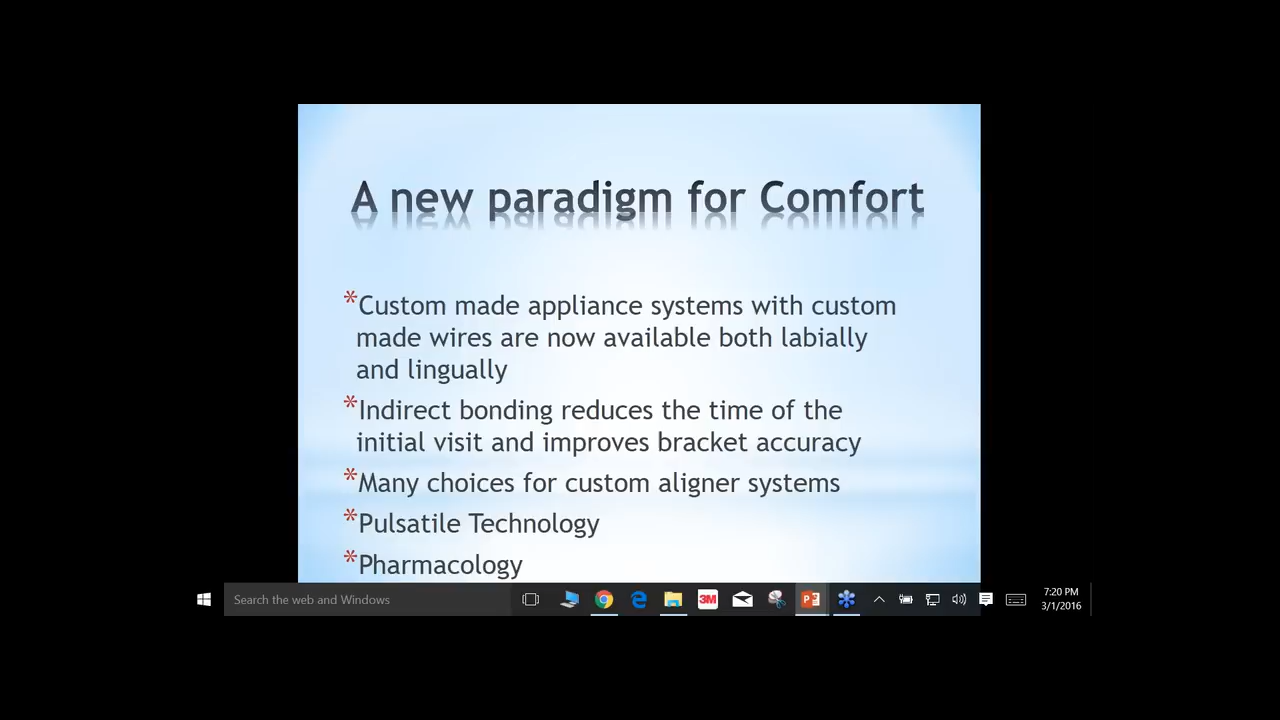 A new paradigm for Comfort
*Custom made appliance systems with custom
made wires are now available both labially
and lingually
*Indirect bonding reduces the time of the
initial visit and improves bracket accuracy
*Many choices for custom aligner systems
*Pulsatile Technology
*Pharmacology
Search the web and Windows
3M
7:20 PM
3/1/2016